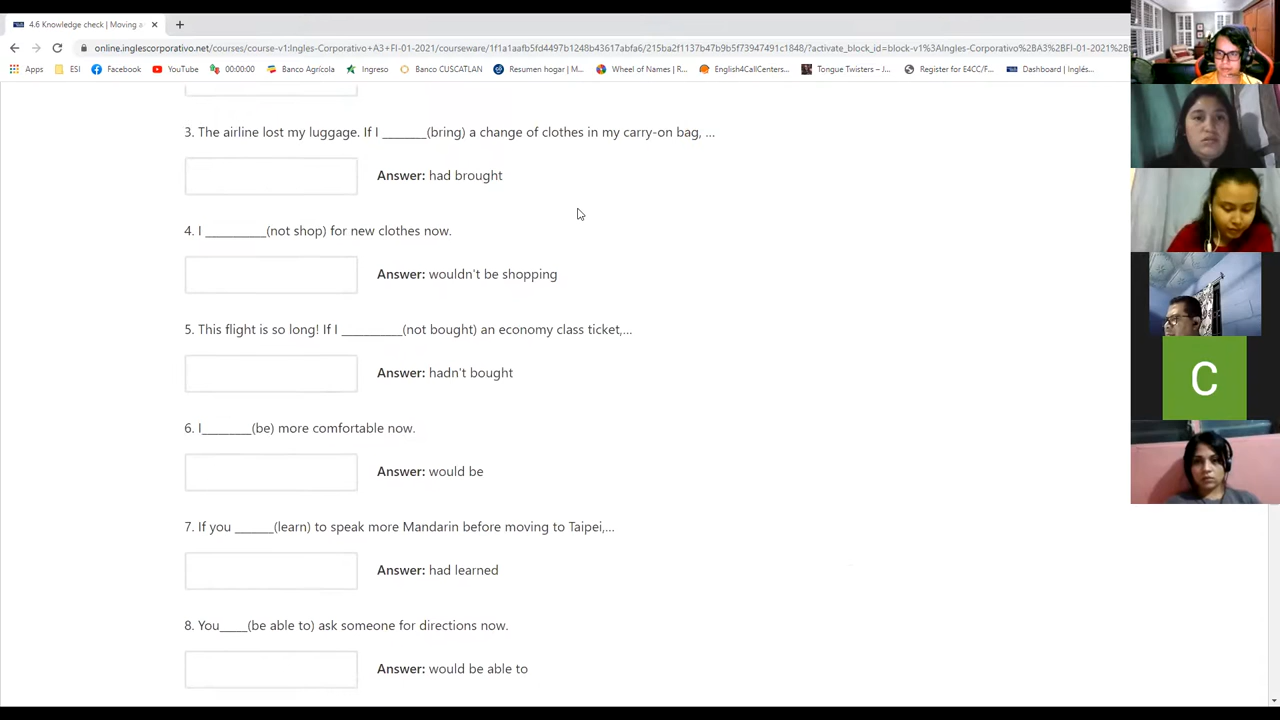 4.6 Knowledge check | Moving a
online.inglescorporativo.net/courses/course-v1:Ingles-Corporativo+A3+FI-01-2021/courseware/1f1a1aafb5fd4497b1248b43617abfa6/215ba2f1137b47b9b5f73947491c1848/?activate_block_id=block-v1%3AIngles-Corporativo%2BA3%2BFI-01-2021%2B
Apps ESI Facebook YouTube 00:00:00 Banco Agrícola Ingreso Banco CUSCATLAN Resumen hogar | M... Wheel of Names | R... English4CallCenters... Tongue Twisters – J... Register for E4CC/F... Dashboard | Inglés...
3. The airline lost my luggage. If I _______(bring) a change of clothes in my carry-on bag, ...
Answer: had brought
4. I __________(not shop) for new clothes now.
Answer: wouldn't be shopping
5. This flight is so long! If I __________(not bought) an economy class ticket,...
Answer: hadn't bought
6. I________(be) more comfortable now.
Answer: would be
7. If you ______(learn) to speak more Mandarin before moving to Taipei,...
Answer: had learned
8. You____(be able to) ask someone for directions now.
Answer: would be able to
C